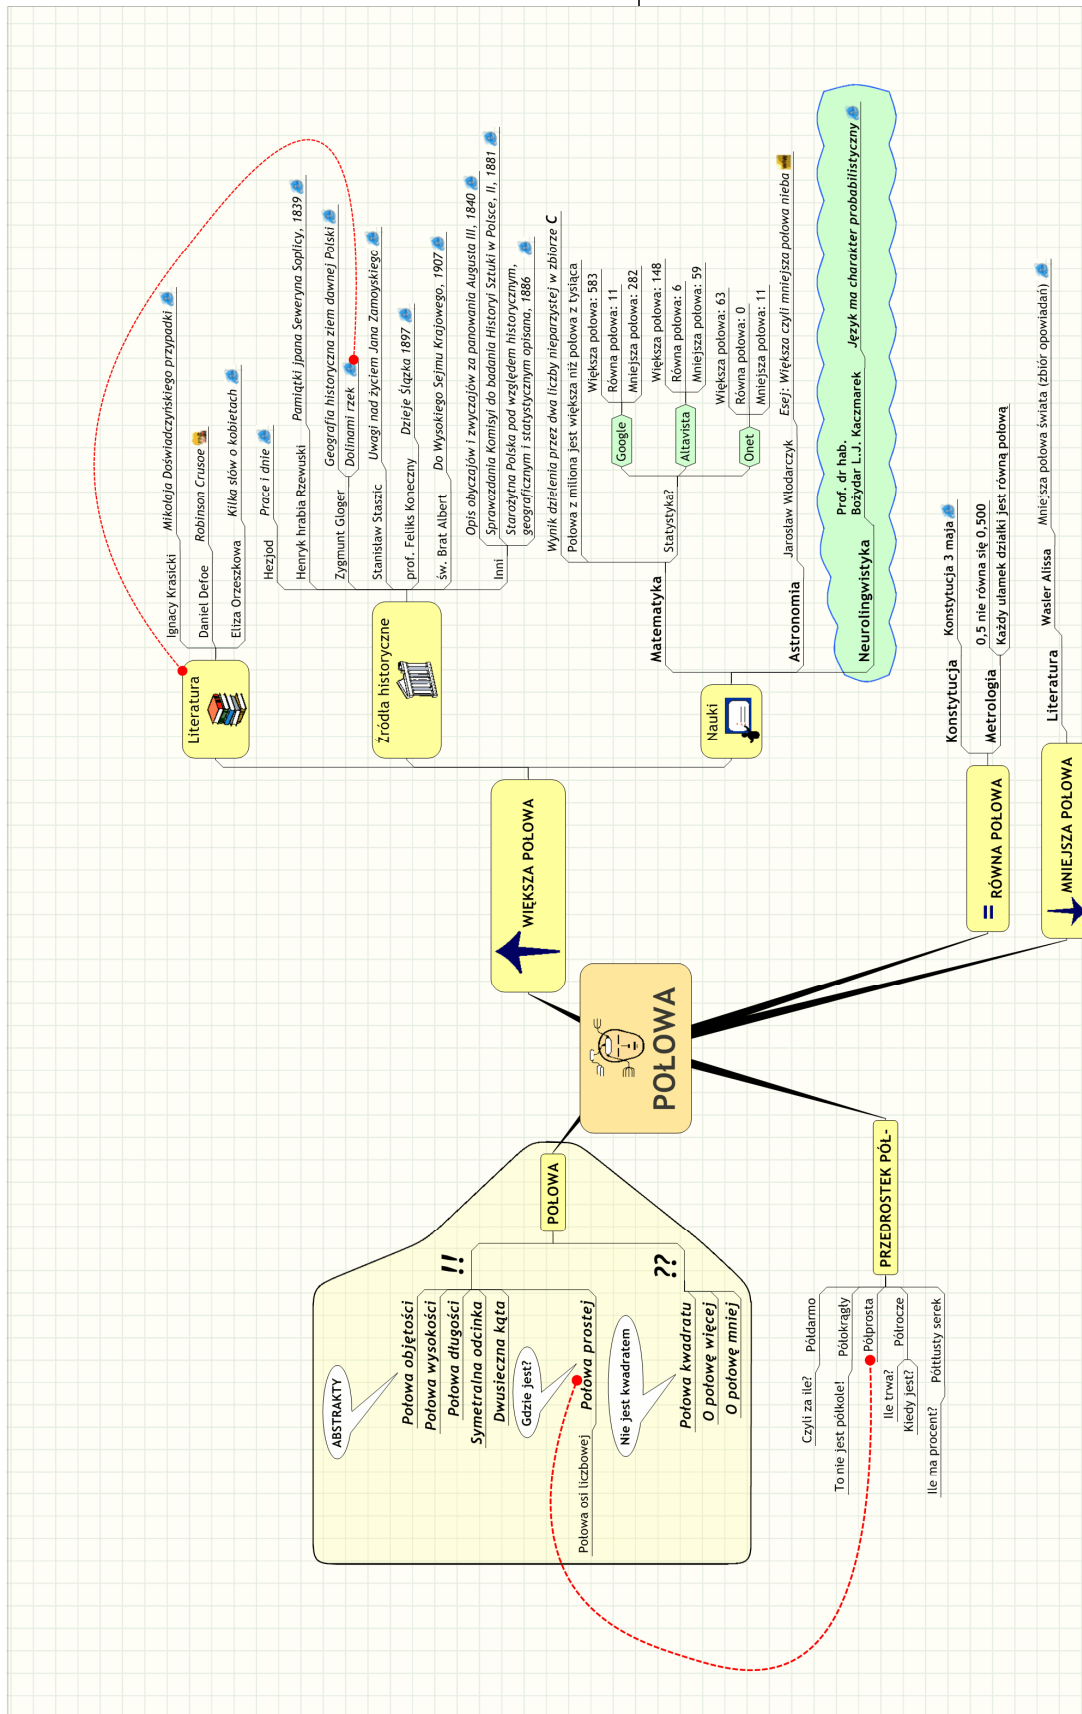 POŁOWA
WIĘKSZA POŁOWA
Literatura
Ignacy Krasicki
Mikołaja Doświadczyńskiego przypadki
Daniel Defoe
Robinson Crusoe
Eliza Orzeszkowa
Kilka słów o kobietach
Źródła historyczne
Hezjod
Prace i dnie
Henryk hrabia Rzewuski
Pamiątki jpana Seweryna Soplicy, 1839
Zygmunt Gloger
Geografia historyczna ziem dawnej Polski
Dolinami rzek
Stanisław Staszic
Uwagi nad życiem Jana Zamoyskiego
prof. Feliks Koneczny
Dzieje Śląska 1897
św. Brat Albert
Do Wysokiego Sejmu Krajowego, 1907
Inni
Opis obyczajów i zwyczajów za panowania Augusta III, 1840
Sprawozdania Komisyi do badania Historyi Sztuki w Polsce, II, 1881
Starożytna Polska pod względem historycznym,
geograficznym i statystycznym opisana, 1886
Nauki
Matematyka
Wynik dzielenia przez dwa liczby nieparzystej w zbiorze C
Połowa z miliona jest większa niż połowa z tysiąca
Statystyka?
Google
Większa połowa: 583
Równa połowa: 11
Mniejsza połowa: 282
Altavista
Większa połowa: 148
Równa połowa: 6
Mniejsza połowa: 59
Onet
Większa połowa: 63
Równa połowa: 0
Mniejsza połowa: 11
Astronomia
Jarosław Włodarczyk
Esej: Większa czyli mniejsza połowa nieba
Neurolingwistyka
Prof. dr hab.
Bożydar L.J. Kaczmarek
Język ma charakter probabilistyczny
= RÓWNA POŁOWA
Konstytucja
Konstytucja 3 maja
Metrologia
0,5 nie równa się 0,500
Każdy ułamek działki jest równą połową
MNIEJSZA POŁOWA
Literatura
Wasler Alissa
Mniejsza połowa świata (zbiór opowiadań)
POŁOWA
!!
ABSTRAKTY
Połowa objętości
Połowa wysokości
Połowa długości
Symetralna odcinka
Dwusieczna kąta
Gdzie jest?
Połowa prostej
Połowa osi liczbowej
??
Nie jest kwadratem
Połowa kwadratu
O połowę więcej
O połowę mniej
PRZEDROSTEK PÓŁ-
Półdarmo
Czyli za ile?
Półokrągły
To nie jest półkole!
Półprosta
Półrocze
Ile trwa?
Kiedy jest?
Półtłusty serek
Ile ma procent?